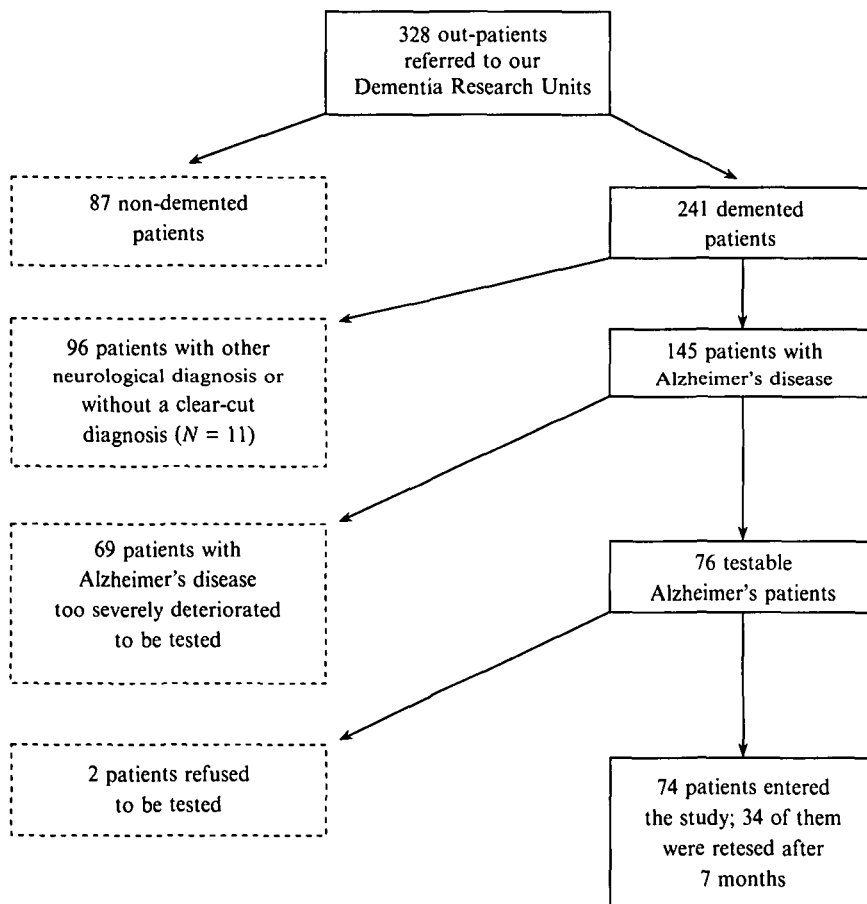 328 out-patients
referred to our
Dementia Research Units
87 non-demented
patients
241 demented
patients
96 patients with other
neurological diagnosis or
without a clear-cut
diagnosis (N = 11)
145 patients with
Alzheimer's disease
69 patients with
Alzheimer's disease
too severely deteriorated
to be tested
76 testable
Alzheimer's patients
2 patients refused
to be tested
74 patients entered
the study; 34 of them
were retesed after
7 months